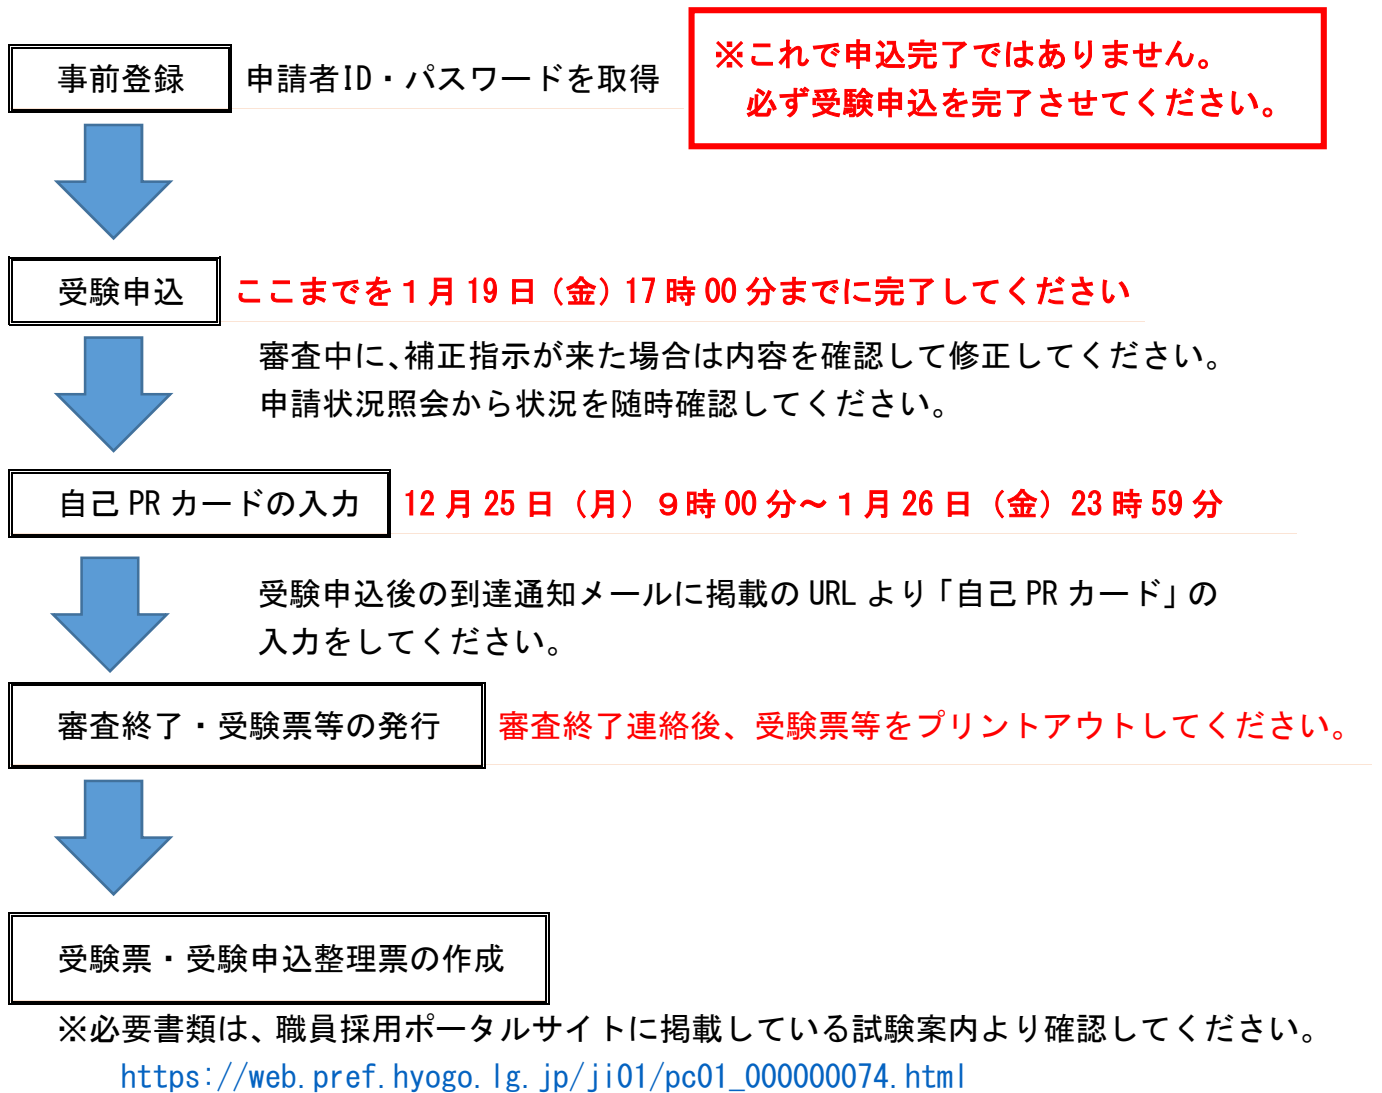 事前登録
申請者ID・パスワードを取得
※これで申込完了ではありません。
必ず受験申込を完了させてください。
受験申込
ここまでを1月19日（金）17時00分までに完了してください
審査中に、補正指示が来た場合は内容を確認して修正してください。
申請状況照会から状況を随時確認してください。
自己PRカードの入力
12月25日（月）９時00分～１月26日（金）23時59分
受験申込後の到達通知メールに掲載のURLより「自己PRカード」の
入力をしてください。
審査終了・受験票等の発行
審査終了連絡後、受験票等をプリントアウトしてください。
受験票・受験申込整理票の作成
※必要書類は、職員採用ポータルサイトに掲載している試験案内より確認してください。
https://web.pref.hyogo.lg.jp/ji01/pc01_000000074.html